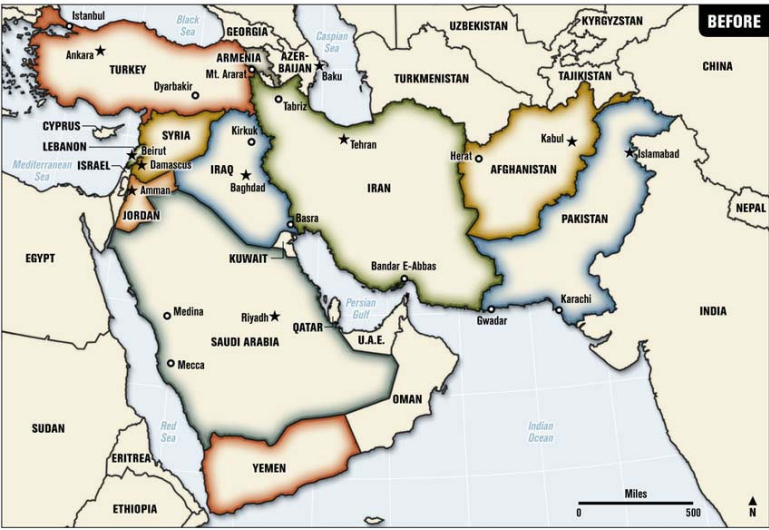 BEFORE
Istanbul
Black
Sea
GEORGIA
Caspian
Sea
UZBEKISTAN
KYRGYZSTAN
Ankara
TURKEY
ARMENIA
Mt. Ararat
AZER-
BAIJAN
Baku
TURKMENISTAN
TAJIKISTAN
CHINA
Dyarbakir
Tabriz
CYPRUS
LEBANON
Mediterranean
Sea
ISRAEL
SYRIA
Beirut
Damascus
Kirkuk
IRAQ
Baghdad
Tehran
IRAN
Herat
Kabul
AFGHANISTAN
Islamabad
Amman
JORDAN
Basra
KUWAIT
PAKISTAN
NEPAL
EGYPT
Bandar E-Abbas
Persian
Gulf
Medina
Riyadh
SAUDI ARABIA
QATAR
U.A.E.
Gwadar
Karachi
INDIA
Mecca
OMAN
SUDAN
Red
Sea
Indian
Ocean
ERITREA
YEMEN
ETHIOPIA
Miles
0
500
N